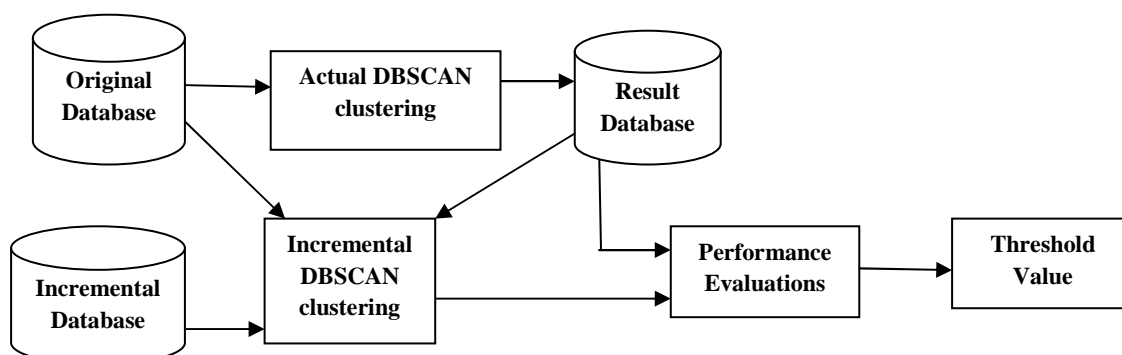 Original
Database
Actual DBSCAN
clustering
Result
Database
Incremental
Database
Incremental
DBSCAN
clustering
Performance
Evaluations
Threshold
Value